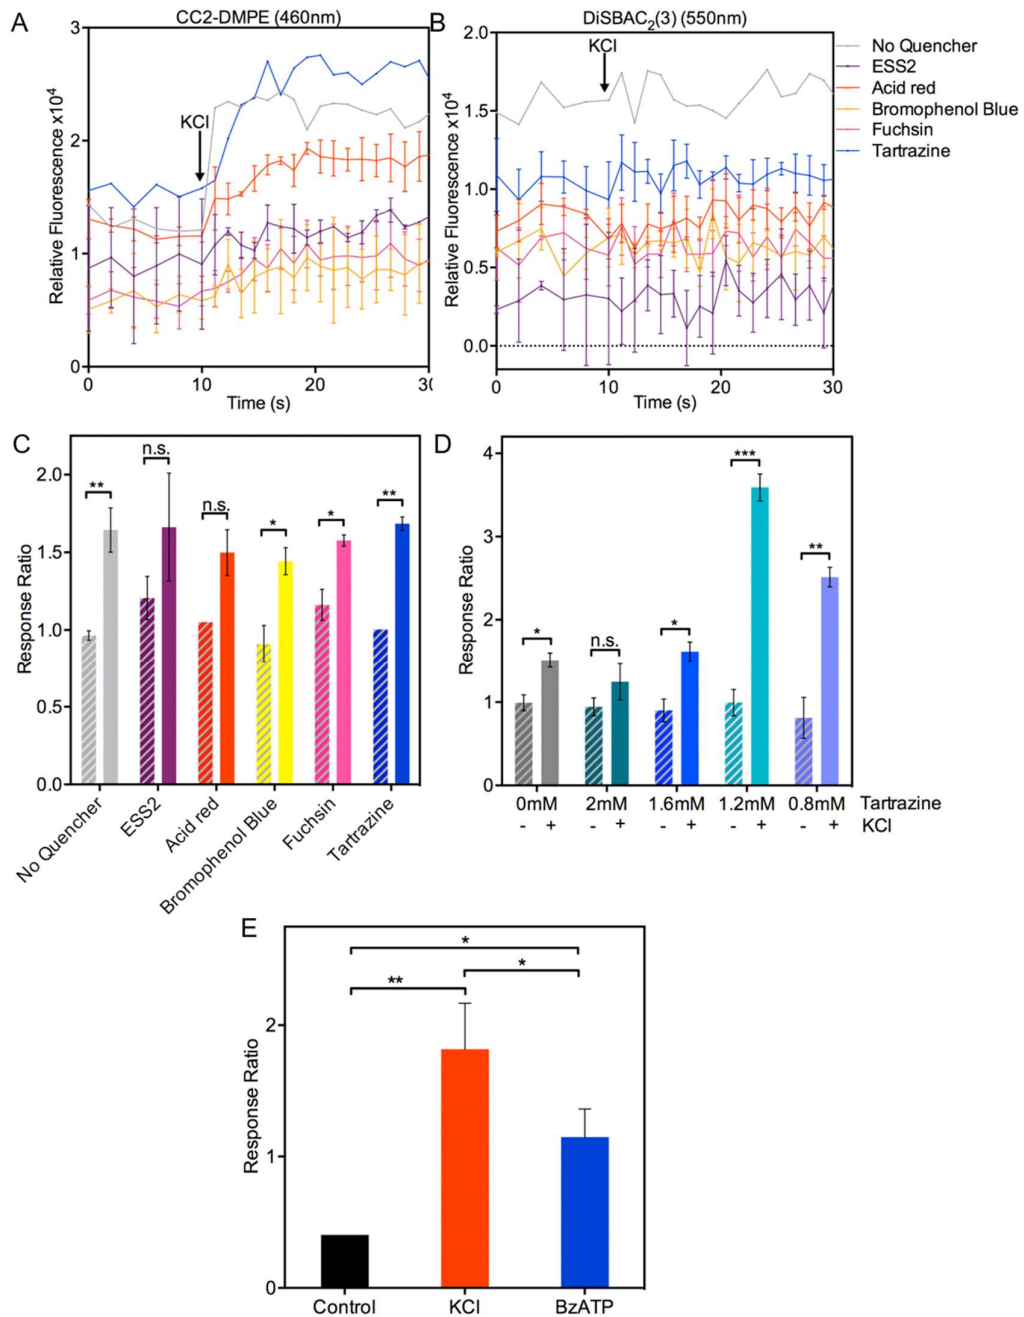 A
CC2-DMPE (460nm)
Relative Fluorescence x10⁴
3
2
1
0
KCl
0
10
20
30
Time (s)
B
DiSBAC₂(3) (550nm)
Relative Fluorescence x10⁴
2.0
1.5
1.0
0.5
0.0
KCl
0
10
20
30
Time (s)
No Quencher
ESS2
Acid red
Bromophenol Blue
Fuchsin
Tartrazine
C
Response Ratio
2.0
1.5
1.0
0.5
0.0
**
n.s.
n.s.
*
*
**
No Quencher
ESS2
Acid red
Bromophenol Blue
Fuchsin
Tartrazine
D
Response Ratio
4
3
2
1
0
*
n.s.
*
***
**
0mM 2mM 1.6mM 1.2mM 0.8mM Tartrazine
- + - + - + - + - + KCl
E
Response Ratio
2
1
0
*
*
**
Control KCl BzATP